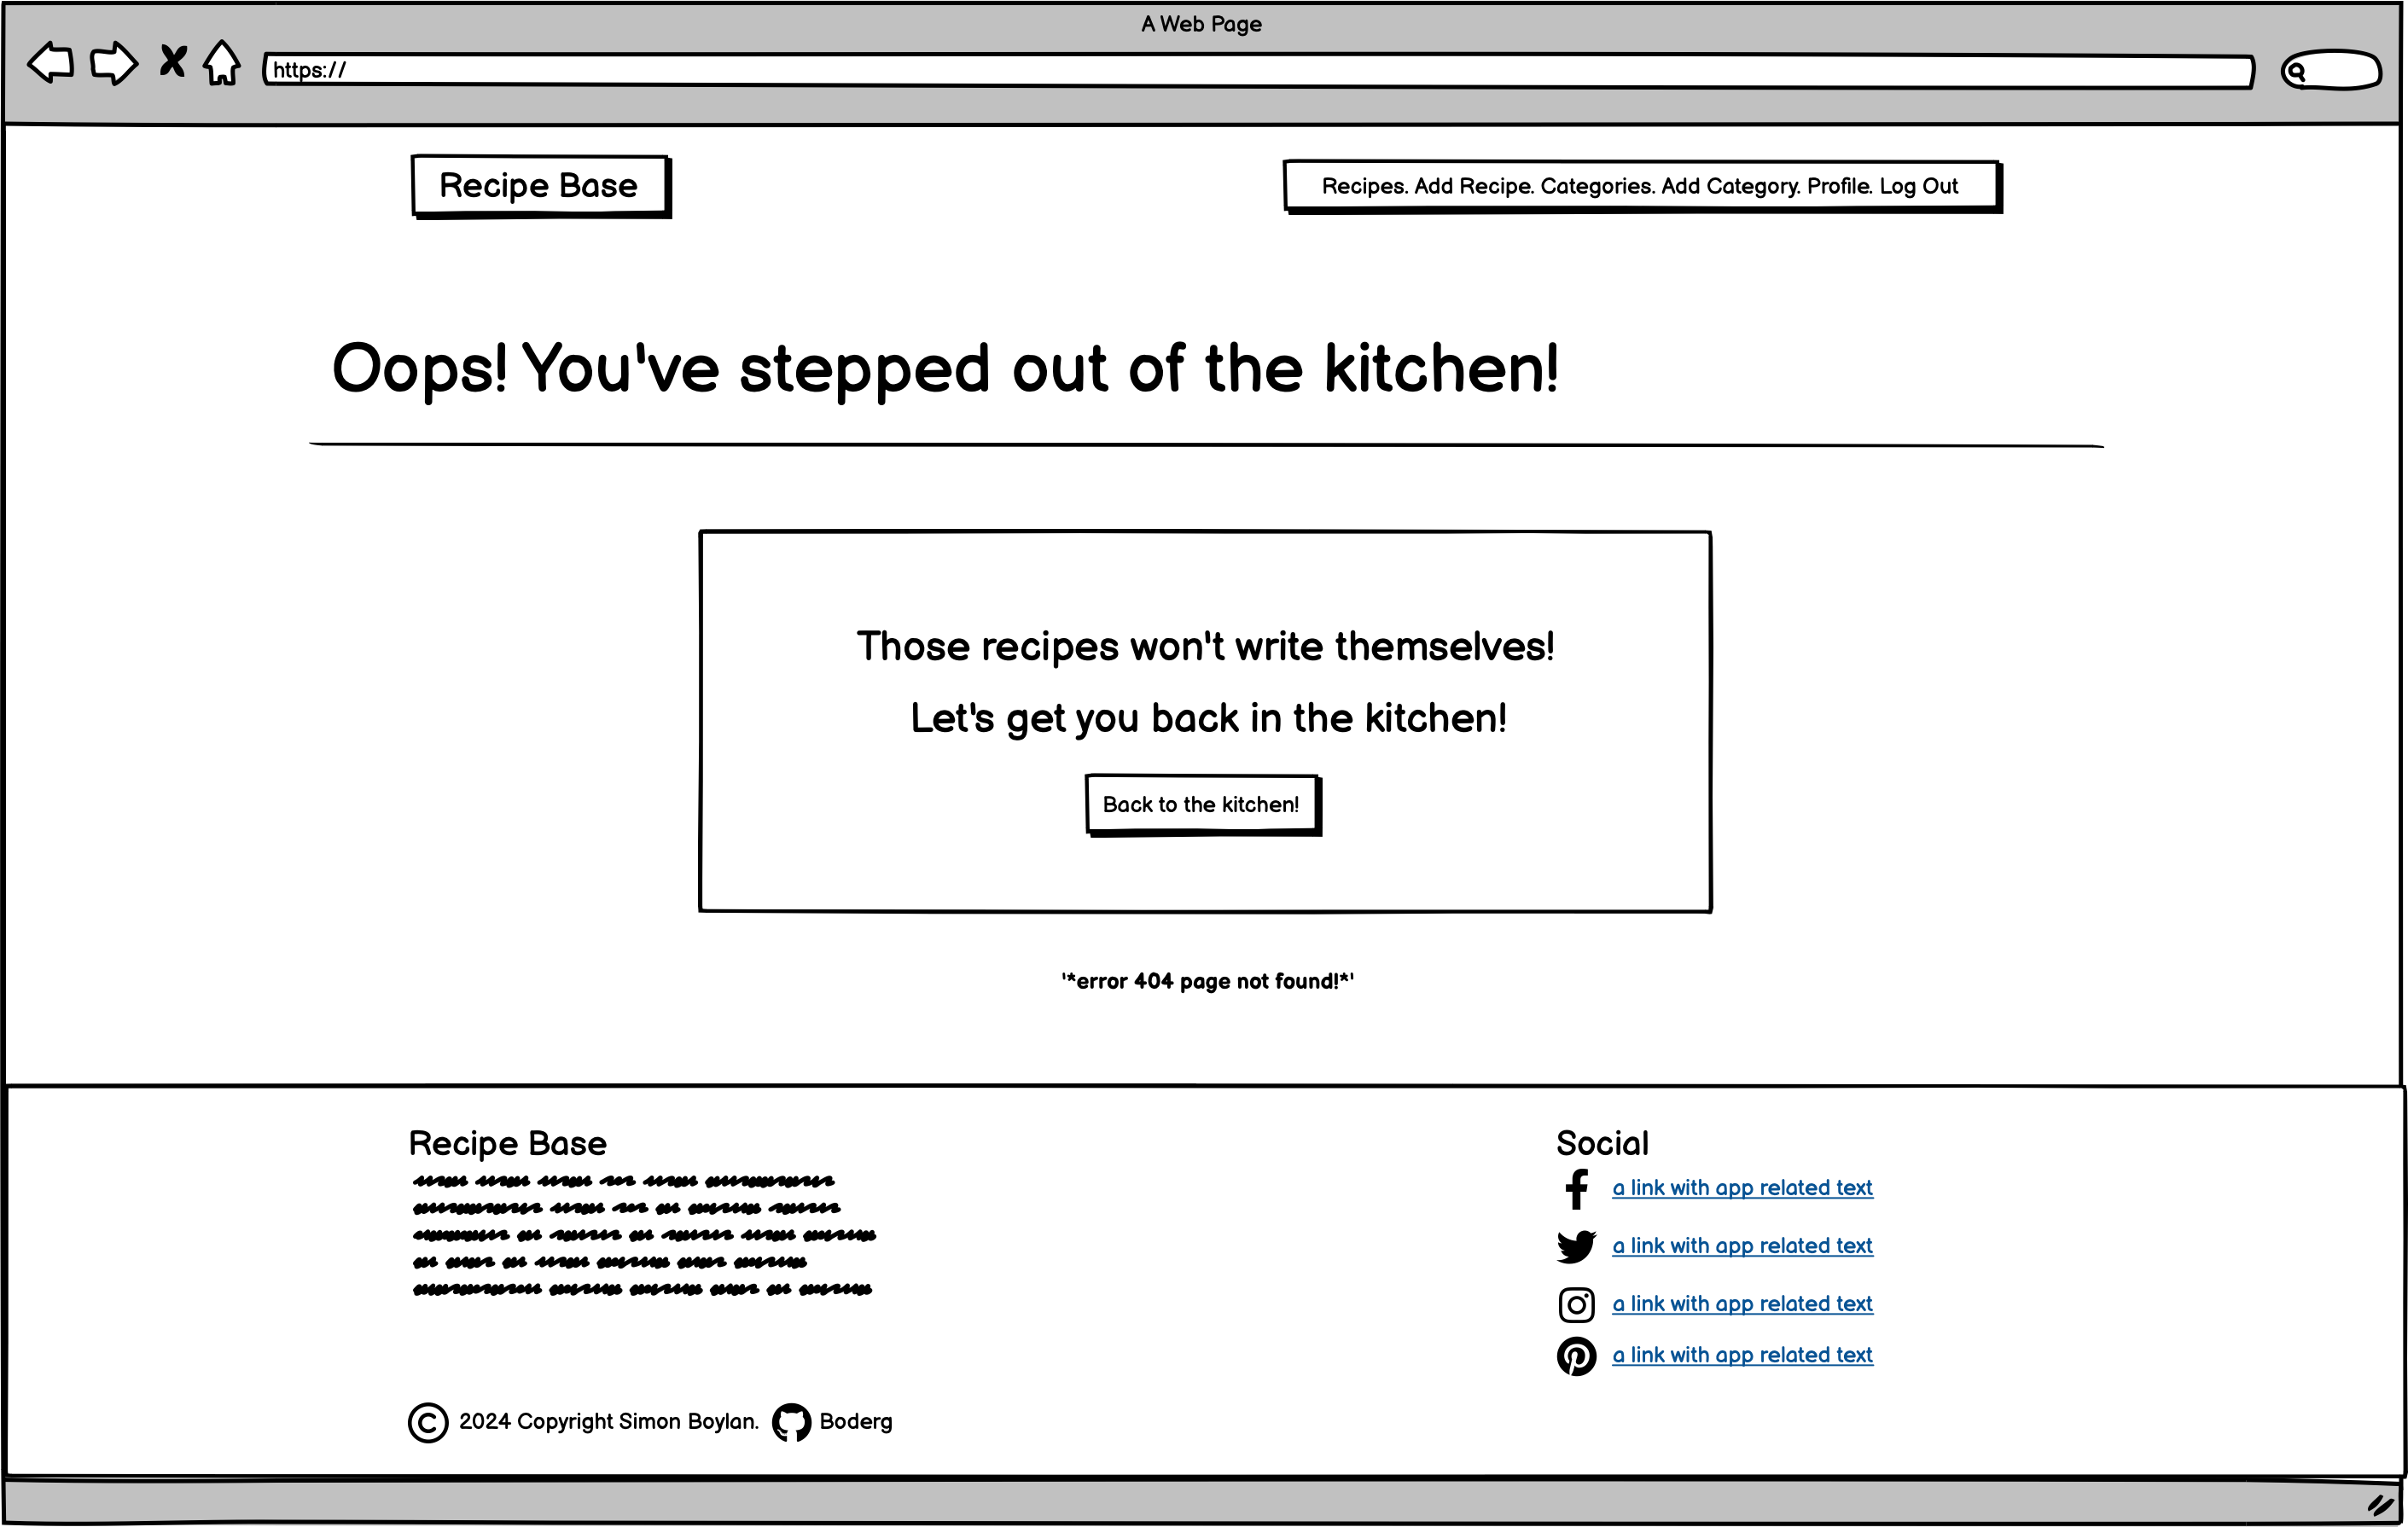 A Web Page
https://
Recipe Base
Recipes. Add Recipe. Categories. Add Category. Profile. Log Out
Oops! You've stepped out of the kitchen!
Those recipes won't write themselves!
Let's get you back in the kitchen!
Back to the kitchen!
'*error 404 page not found!*'
Recipe Base
Social
a link with app related text
a link with app related text
a link with app related text
a link with app related text
2024 Copyright Simon Boylan. Boderg